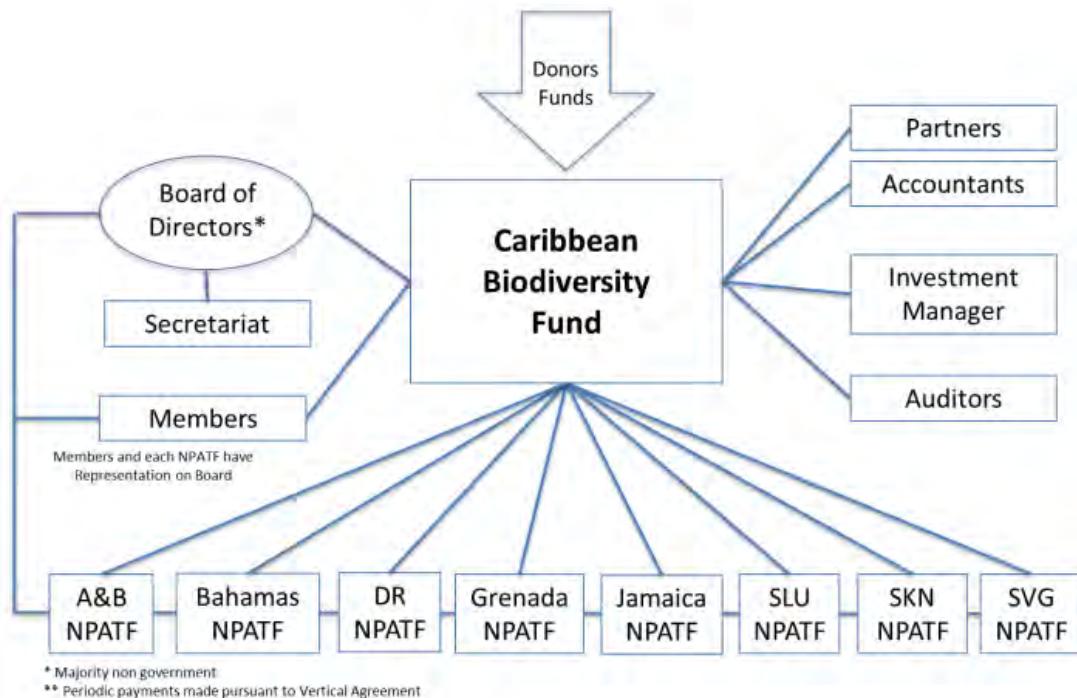 Donors
Funds
Board of
Directors*
Secretariat
Members
Members and each NPATF have
Representation on Board
Caribbean
Biodiversity
Fund
Partners
Accountants
Investment
Manager
Auditors
A&B
NPATF
Bahamas
NPATF
DR
NPATF
Grenada
NPATF
Jamaica
NPATF
SLU
NPATF
SKN
NPATF
SVG
NPATF
* Majority non government
** Periodic payments made pursuant to Vertical Agreement